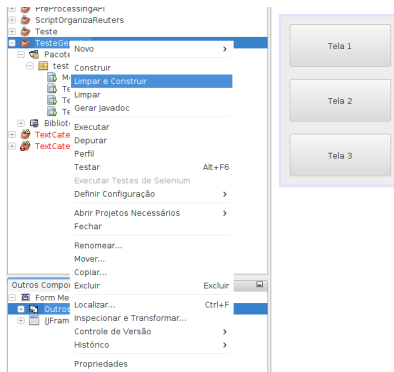 PreProcessingAPI
ScriptOrganizaReuters
Teste
TesteGe
Pacote
test
M
Te
Te
Te
Bibliot
TextCate
TextCate
Novo
Construir
Limpar e Construir
Limpar
Gerar Javadoc
Executar
Depurar
Perfil
Testar Alt+F6
Executar Testes de Selenium
Definir Configuração
Abrir Projetos Necessários
Fechar
Renomear...
Mover...
Copiar...
Excluir Excluir
Localizar... Ctrl+F
Inspecionar e Transformar...
Controle de Versão
Histórico
Propriedades
Outros Compo
Form Me
Outros
[JFram
Tela 1
Tela 2
Tela 3